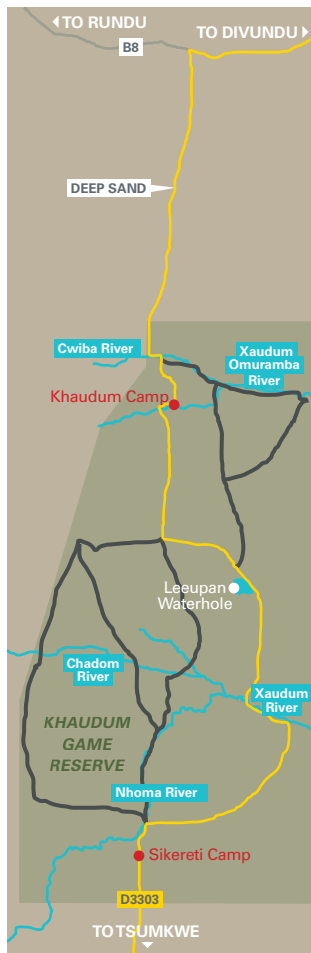 TO RUNDU
TO DIVUNDU
B8
DEEP SAND
Cwiba River
Xaudum
Omuramba
River
Khaudum Camp
Leeupan
Waterhole
Chadom
River
Xaudum
River
KHAUDUM
GAME
RESERVE
Nhoma River
Sikereti Camp
D3303
TO TSUMKWE